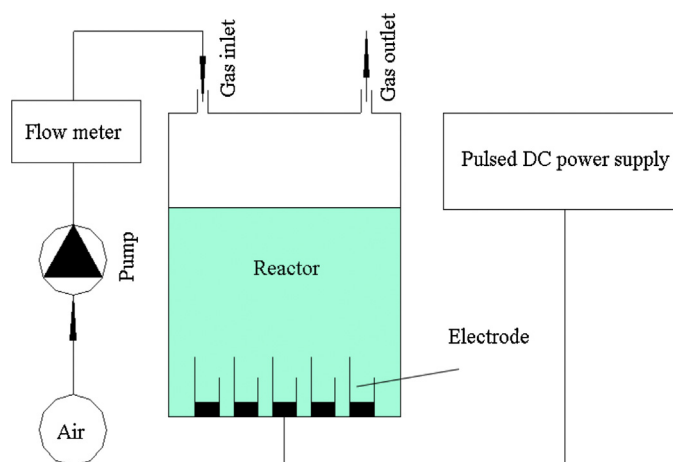 Gas inlet
Gas outlet
Flow meter
Pulsed DC power supply
Pump
Reactor
Electrode
Air